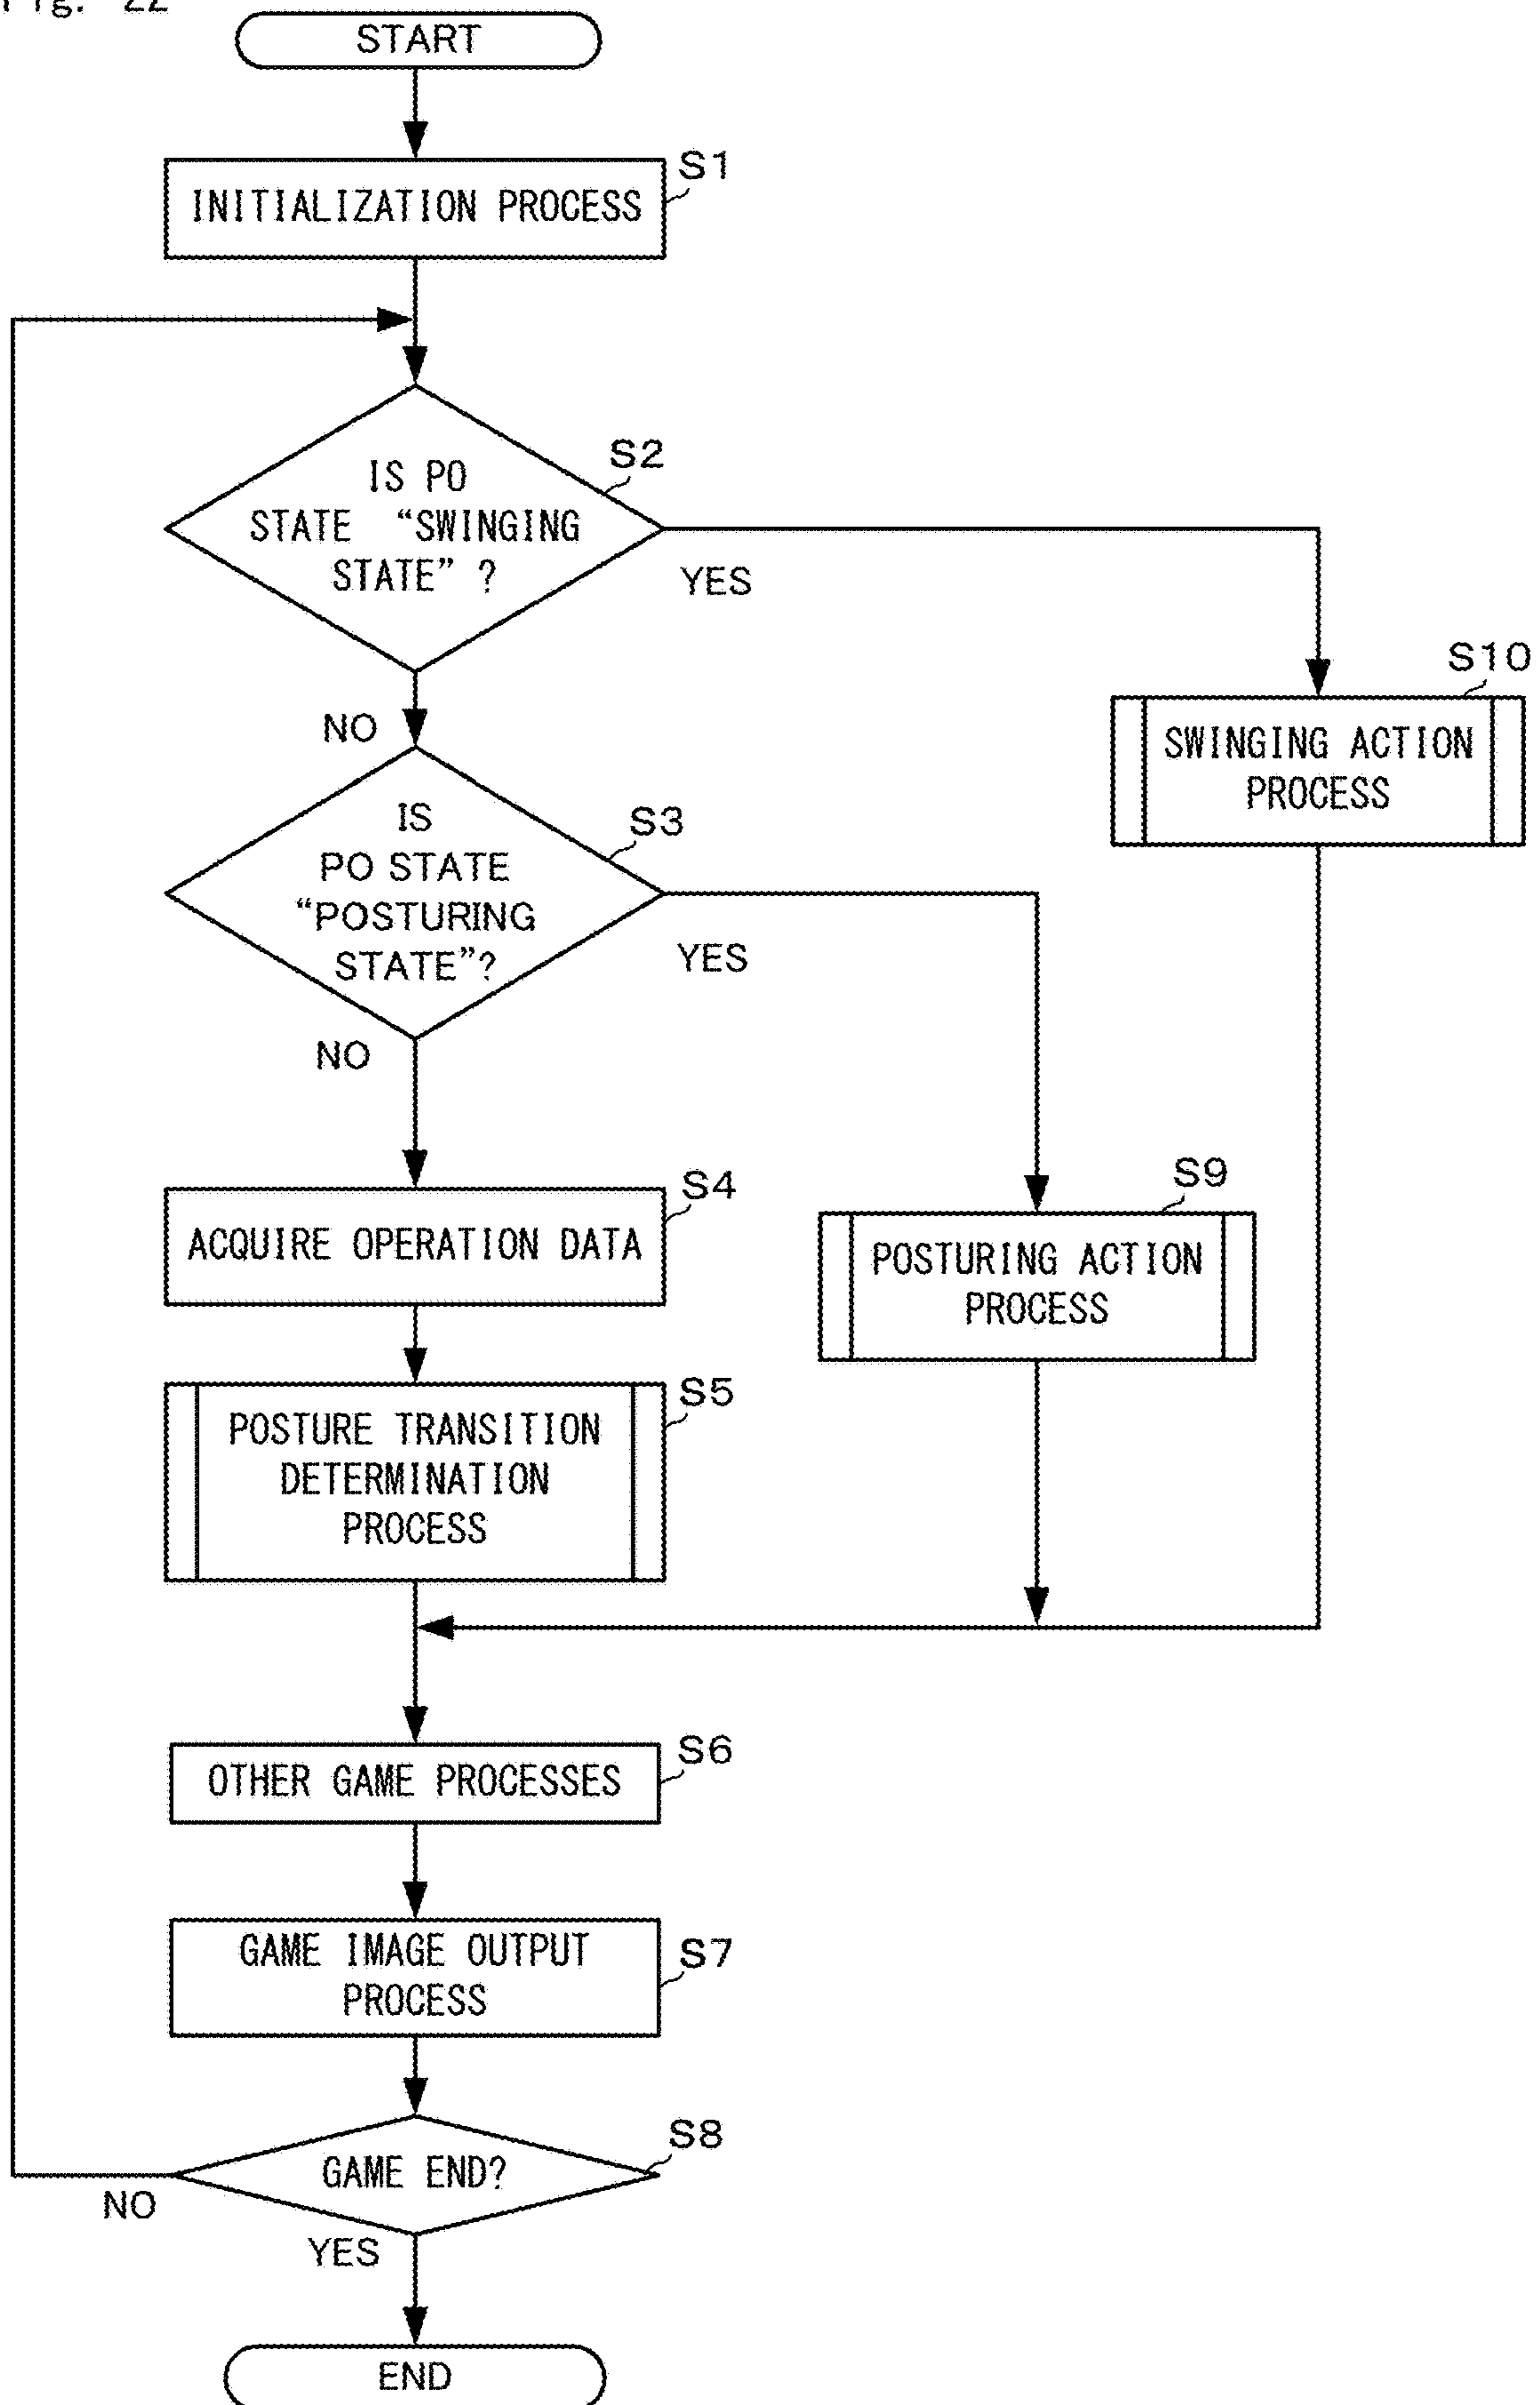 Fig. 22
START
S1
INITIALIZATION PROCESS
S2
IS PO
STATE “SWINGING
STATE” ?
YES
NO
S10
SWINGING ACTION
PROCESS
S3
IS
PO STATE
“POSTURING
STATE”?
YES
NO
S4
ACQUIRE OPERATION DATA
S9
POSTURING ACTION
PROCESS
S5
POSTURE TRANSITION
DETERMINATION
PROCESS
S6
OTHER GAME PROCESSES
S7
GAME IMAGE OUTPUT
PROCESS
S8
GAME END?
NO
YES
END